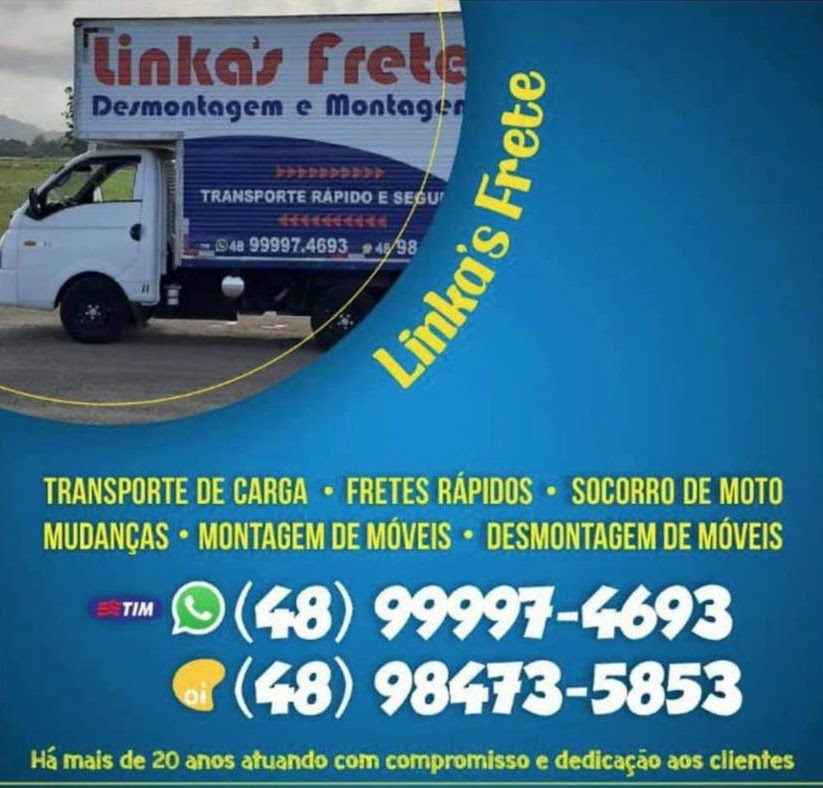 Linka's Frete
Desmontagem e Montagem
TRANSPORTE RÁPIDO E SEGU
48 99997.4693 48 98
Linka's Frete
TRANSPORTE DE CARGA • FRETES RÁPIDOS • SOCORRO DE MOTO
MUDANÇAS • MONTAGEM DE MÓVEIS • DESMONTAGEM DE MÓVEIS
TIM (48) 99997-4693
oi (48) 98473-5853
Há mais de 20 anos atuando com compromisso e dedicação aos clientes